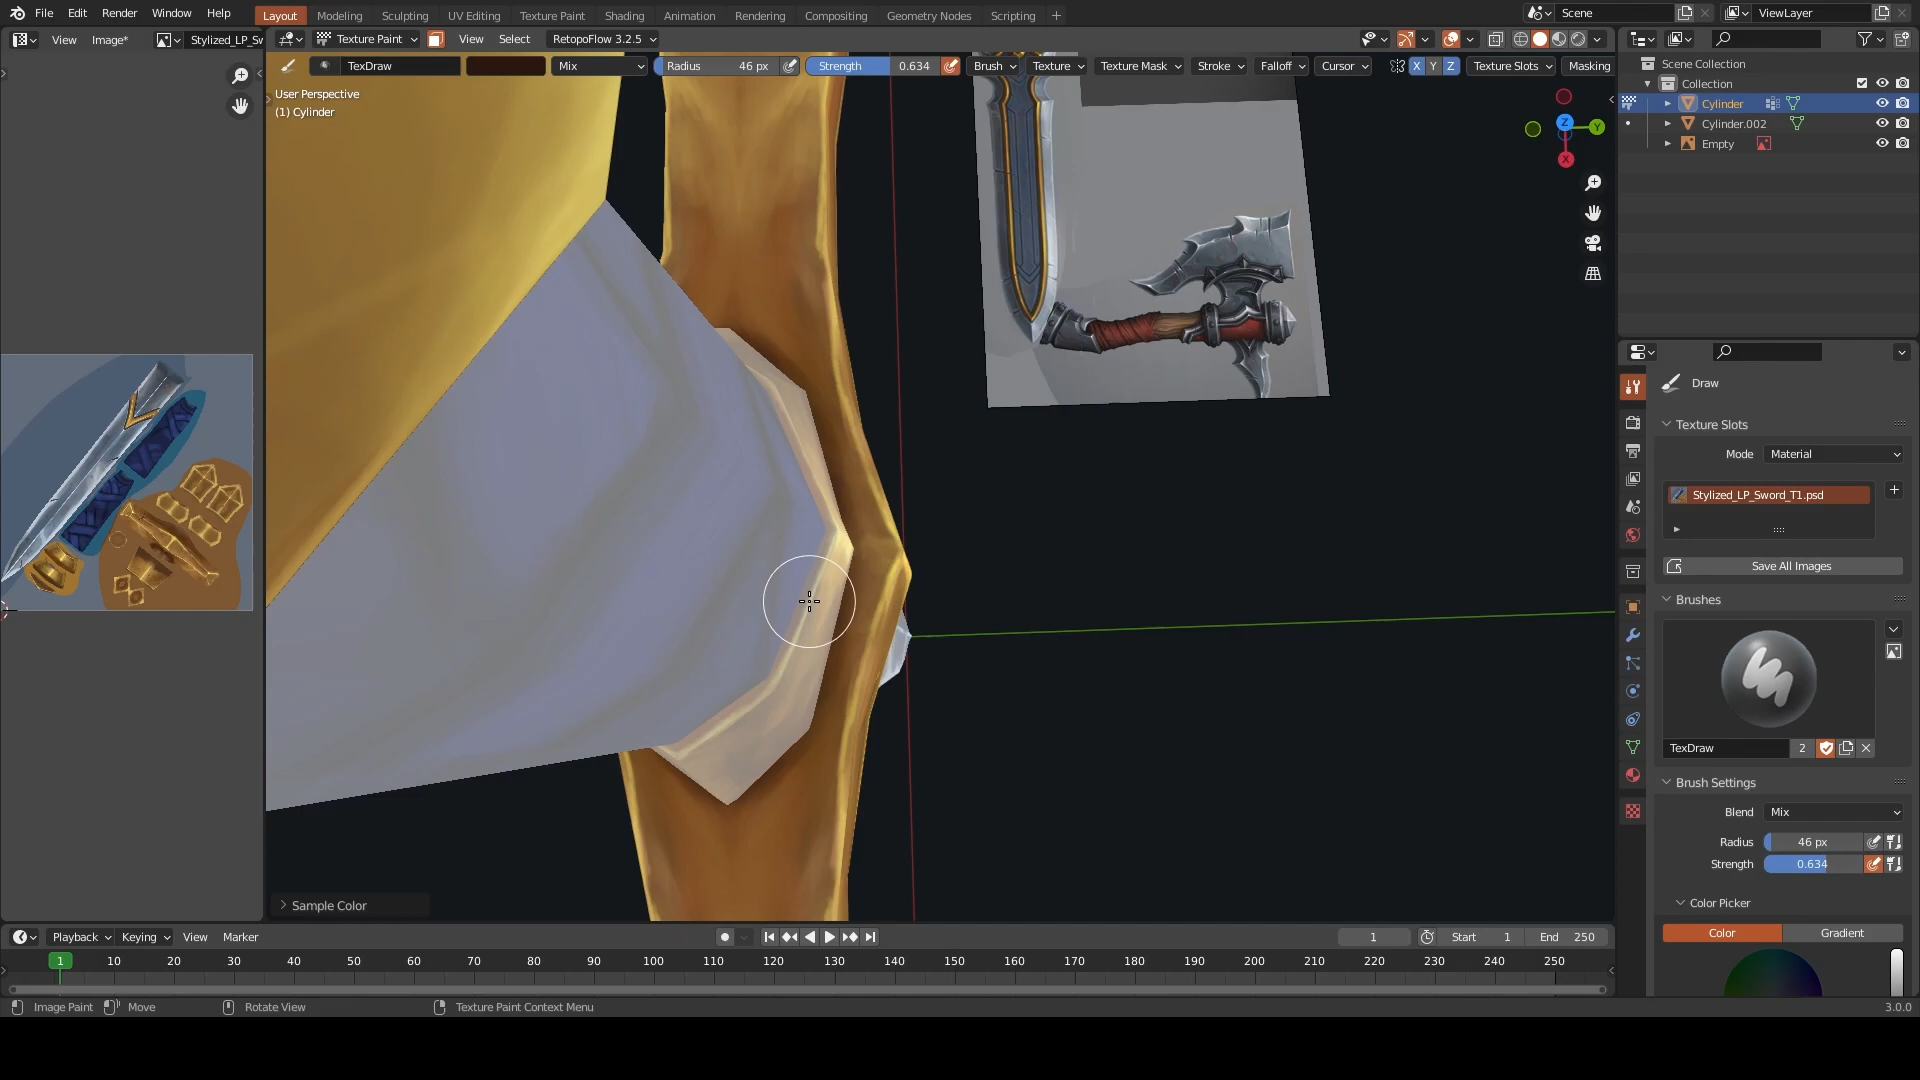 File Edit Render Window Help Layout Modeling Sculpting UV Editing Texture Paint Shading Animation Rendering Compositing Geometry Nodes Scripting + Scene ViewLayer
View Image* Stylized_LP_Sw Texture Paint View Select RetopoFlow 3.2.5
TexDraw Mix Radius 46 px Strength 0.634 Brush Texture Texture Mask Stroke Falloff Cursor X Y Z Texture Slots Masking
User Perspective
(1) Cylinder
Z
Y
X
Scene Collection
Collection
Cylinder
Cylinder.002
Empty
Draw
Texture Slots
Mode Material
Stylized_LP_Sword_T1.psd
Save All Images
Brushes
TexDraw 2
Brush Settings
Blend Mix
Radius 46 px
Strength 0.634
Color Picker
Color Gradient
Sample Color
Playback Keying View Marker 1 Start 1 End 250
1 10 20 30 40 50 60 70 80 90 100 110 120 130 140 150 160 170 180 190 200 210 220 230 240 250
Image Paint Move Rotate View Texture Paint Context Menu 3.0.0